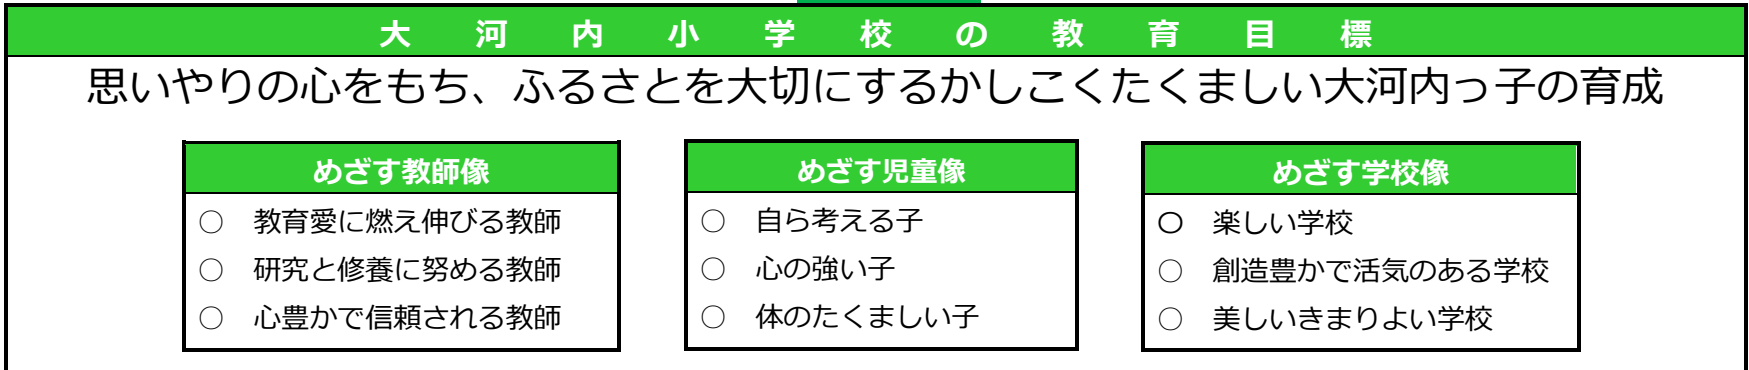 大河内小学校の教育目標
思いやりの心をもち、ふるさとを大切にするかしこくたくましい大河内っ子の育成
めざす教師像
○ 教育愛に燃え伸びる教師
○ 研究と修養に努める教師
○ 心豊かで信頼される教師
めざす児童像
○ 自ら考える子
○ 心の強い子
○ 体のたくましい子
めざす学校像
○ 楽しい学校
○ 創造豊かで活気のある学校
○ 美しいきまりよい学校